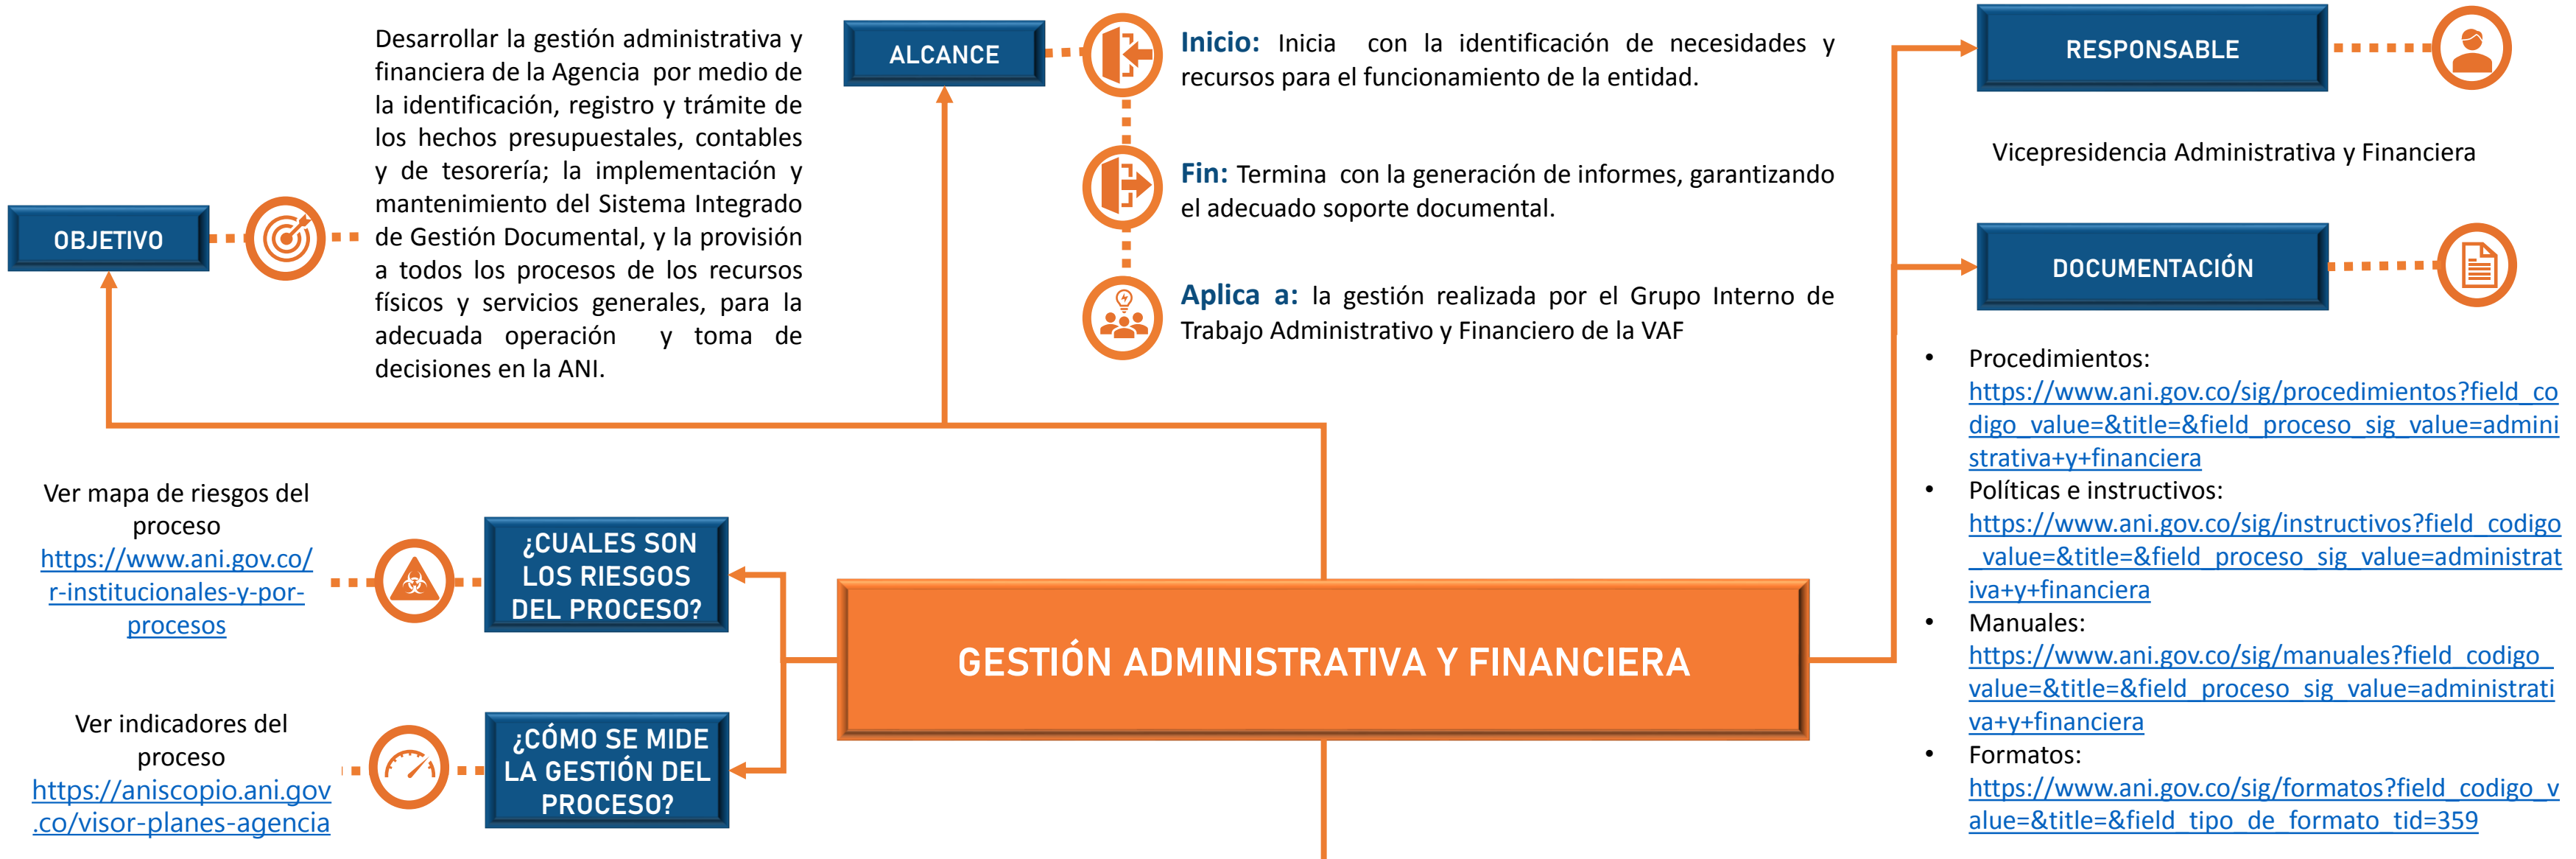 OBJETIVO
Desarrollar la gestión administrativa y
financiera de la Agencia por medio de
la identificación, registro y trámite de
los hechos presupuestales, contables
y de tesorería; la implementación y
mantenimiento del Sistema Integrado
de Gestión Documental, y la provisión
a todos los procesos de los recursos
físicos y servicios generales, para la
adecuada operación y toma de
decisiones en la ANI.
ALCANCE
Inicio: Inicia con la identificación de necesidades y
recursos para el funcionamiento de la entidad.
Fin: Termina con la generación de informes, garantizando
el adecuado soporte documental.
Aplica a: la gestión realizada por el Grupo Interno de
Trabajo Administrativo y Financiero de la VAF
RESPONSABLE
Vicepresidencia Administrativa y Financiera
DOCUMENTACIÓN
• Procedimientos:
https://www.ani.gov.co/sig/procedimientos?field_co
digo_value=&title=&field_proceso_sig_value=admini
strativa+y+financiera
• Políticas e instructivos:
https://www.ani.gov.co/sig/instructivos?field_codigo
_value=&title=&field_proceso_sig_value=administrat
iva+y+financiera
• Manuales:
https://www.ani.gov.co/sig/manuales?field_codigo_
value=&title=&field_proceso_sig_value=administrati
va+y+financiera
• Formatos:
https://www.ani.gov.co/sig/formatos?field_codigo_v
alue=&title=&field_tipo_de_formato_tid=359
Ver mapa de riesgos del
proceso
https://www.ani.gov.co/
r-institucionales-y-por-
procesos
¿CUALES SON
LOS RIESGOS
DEL PROCESO?
GESTIÓN ADMINISTRATIVA Y FINANCIERA
Ver indicadores del
proceso
https://aniscopio.ani.gov
.co/visor-planes-agencia
¿CÓMO SE MIDE
LA GESTIÓN DEL
PROCESO?